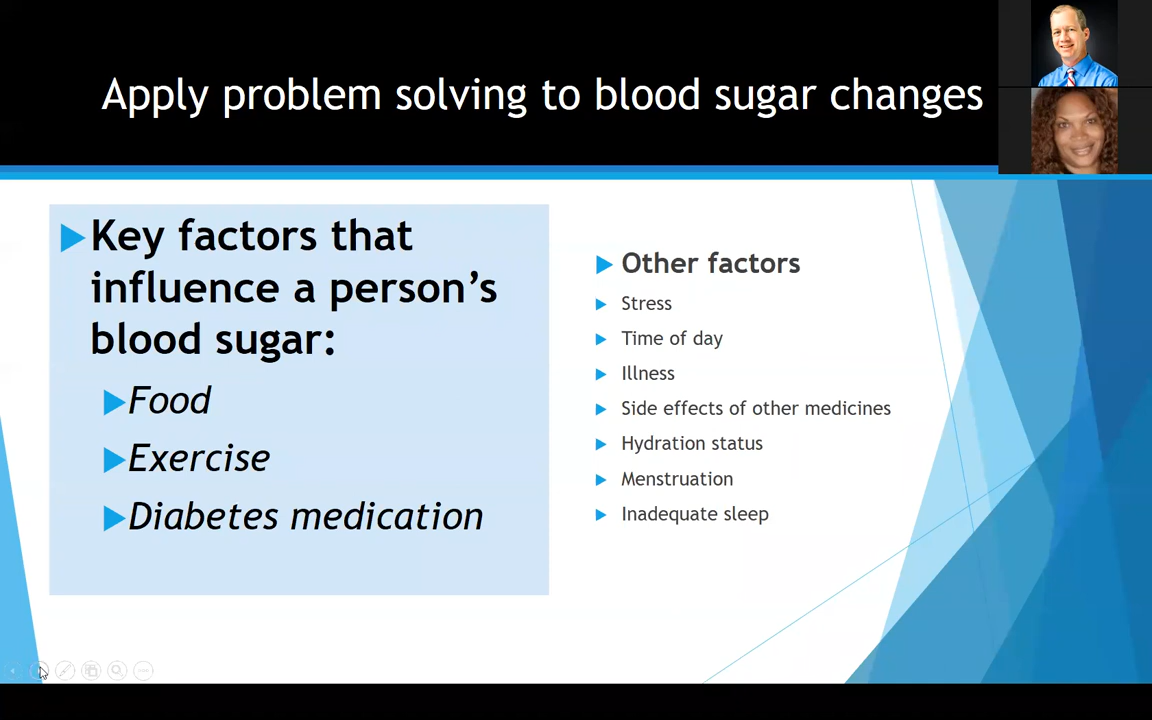 Apply problem solving to blood sugar changes
Key factors that
influence a person’s
blood sugar:
Food
Exercise
Diabetes medication
Other factors
Stress
Time of day
Illness
Side effects of other medicines
Hydration status
Menstruation
Inadequate sleep